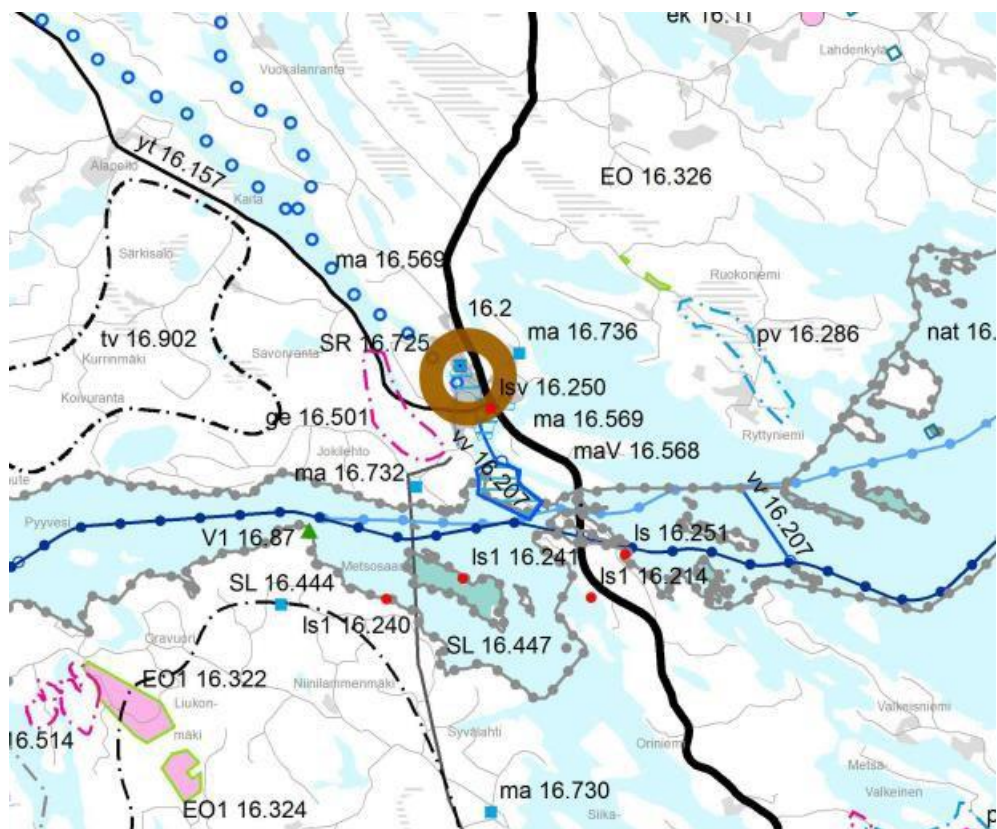 ek 16.11
Lahdenkylä
Vuokalanranta
yt 16.157
Alapelto
Karta
EO 16.326
Särkisalo
ma 16.569
Ruokoniemi
16.2
tv 16.902
SR 16.725
ma 16.736
pv 16.286
nat 16.
Kurrinmäki
Savonranta
lsv 16.250
Koivuranta
ge 16.501
ma 16.569
Ryttyniemi
Jokilehto
vv 16.207
maV 16.568
ma 16.732
vv 16.207
Pyyvesi
V1 16.87
ls 16.251
Metsosaari
ls1 16.241
ls1 16.214
SL 16.444
ls1 16.240
SL 16.447
Oravuori
EO1 16.322
Niinilammenmäki
Liukon-
mäki
16.514
Syvälahti
Oriniemi
Valkeisniemi
EO1 16.324
Metsä-
Valkeinen
ma 16.730
Siika-
p